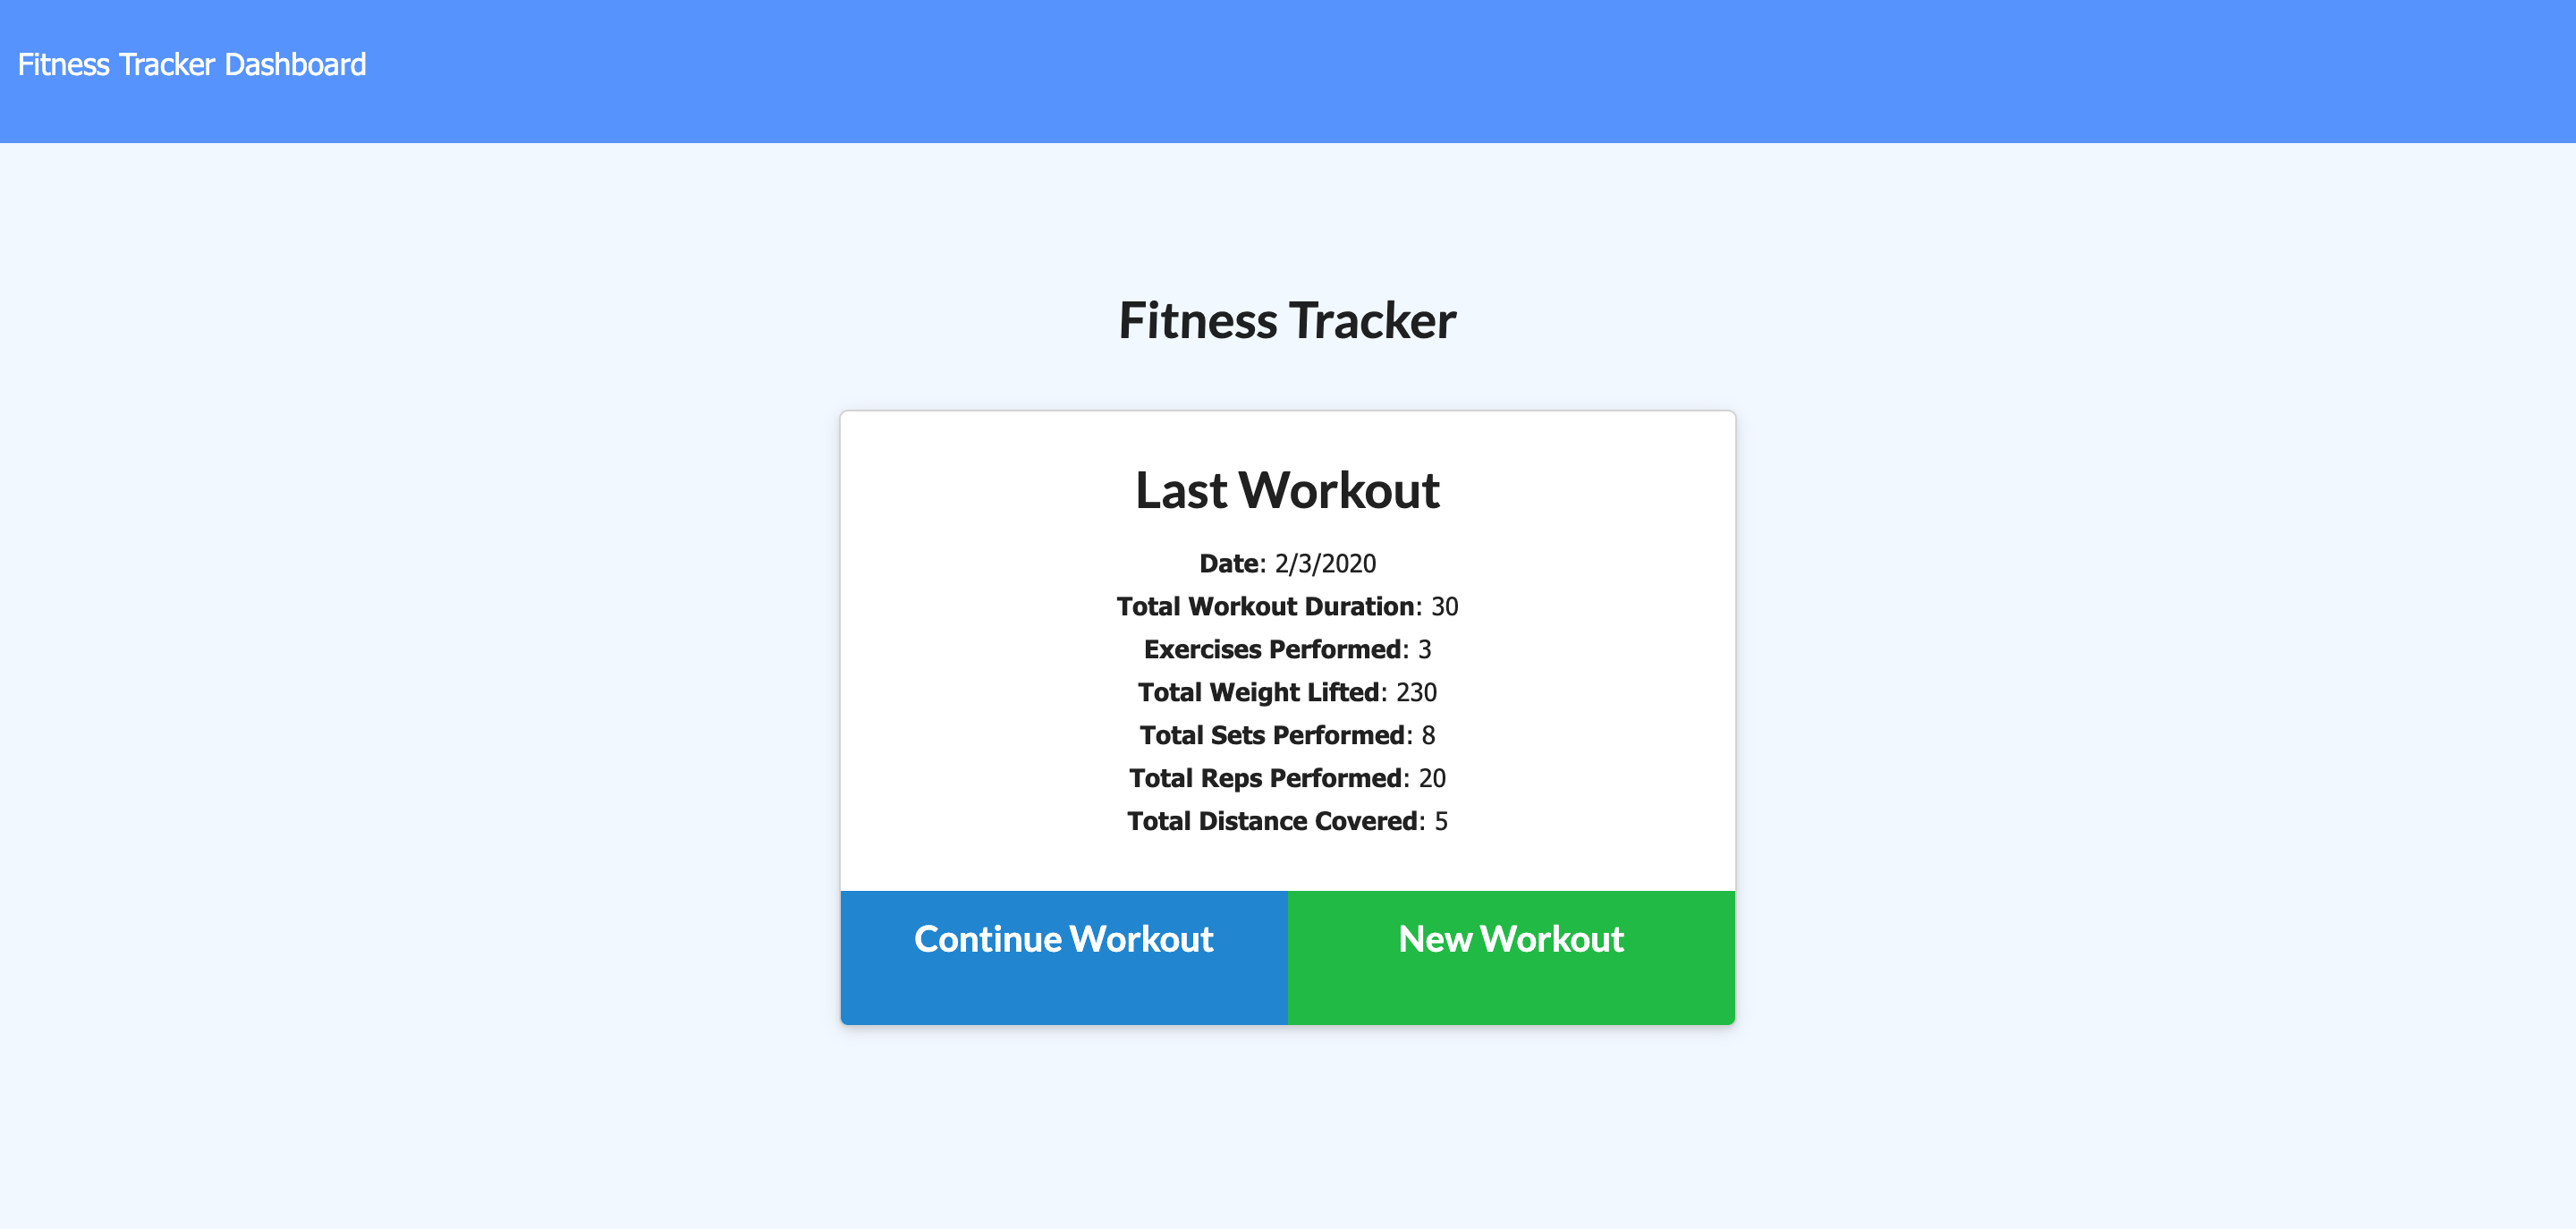 Fitness Tracker Dashboard
Fitness Tracker
Last Workout
Date: 2/3/2020
Total Workout Duration: 30
Exercises Performed: 3
Total Weight Lifted: 230
Total Sets Performed: 8
Total Reps Performed: 20
Total Distance Covered: 5
Continue Workout
New Workout